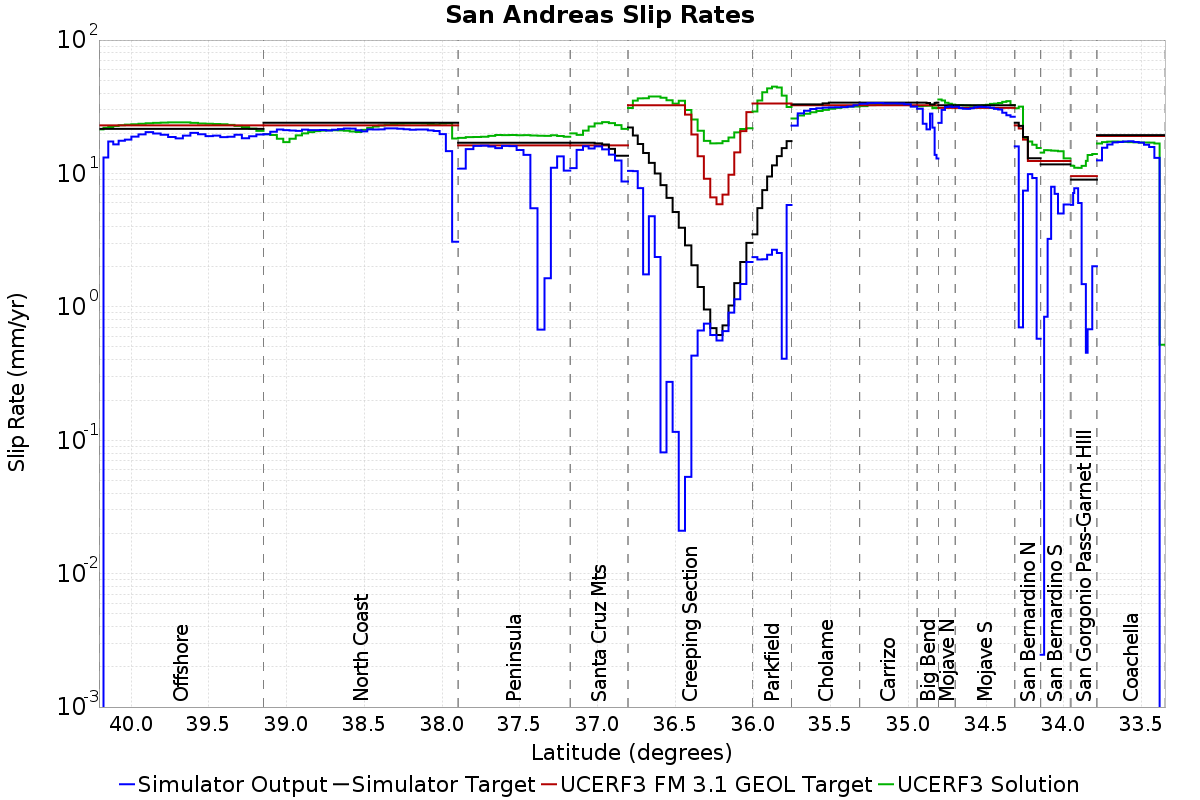 San Andreas Slip Rates
Slip Rate (mm/yr)
10^2
10^1
10^0
10^-1
10^-2
10^-3
Offshore
North Coast
Peninsula
Santa Cruz Mts
Creeping Section
Parkfield
Cholame
Carrizo
Big Bend
Mojave N
Mojave S
San Bernardino N
San Bernardino S
San Gorgonio Pass-Garnet HIll
Coachella
40.0 39.5 39.0 38.5 38.0 37.5 37.0 36.5 36.0 35.5 35.0 34.5 34.0 33.5
Latitude (degrees)
Simulator Output Simulator Target UCERF3 FM 3.1 GEOL Target UCERF3 Solution